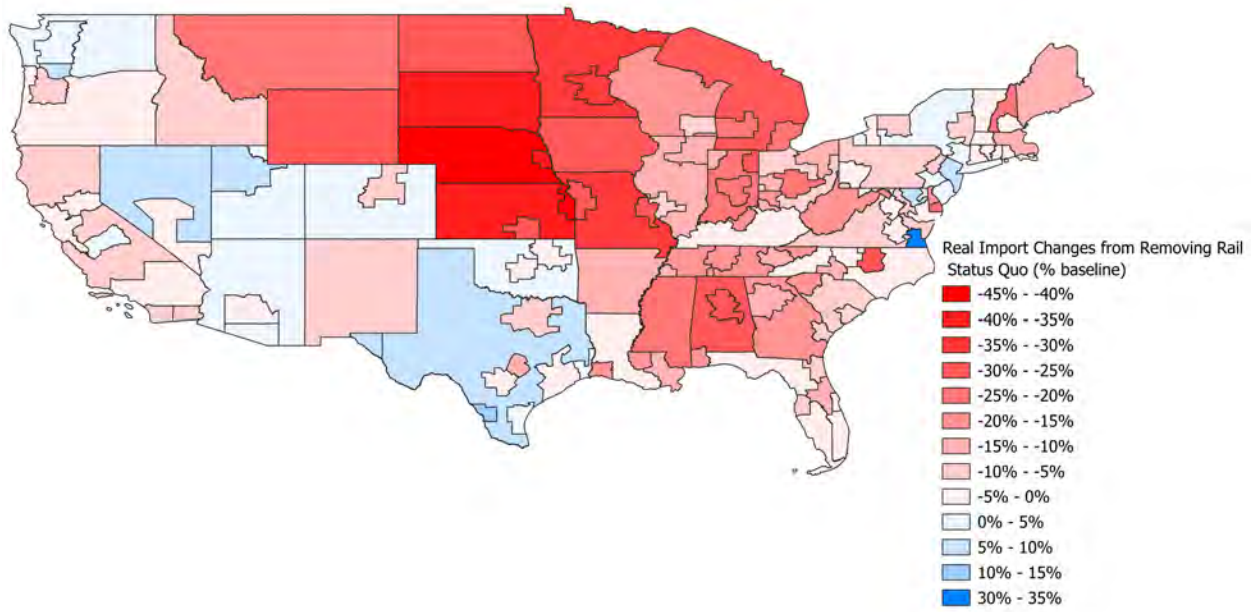 Real Import Changes from Removing Rail
Status Quo (% baseline)
-45% - -40%
-40% - -35%
-35% - -30%
-30% - -25%
-25% - -20%
-20% - -15%
-15% - -10%
-10% - -5%
-5% - 0%
0% - 5%
5% - 10%
10% - 15%
30% - 35%